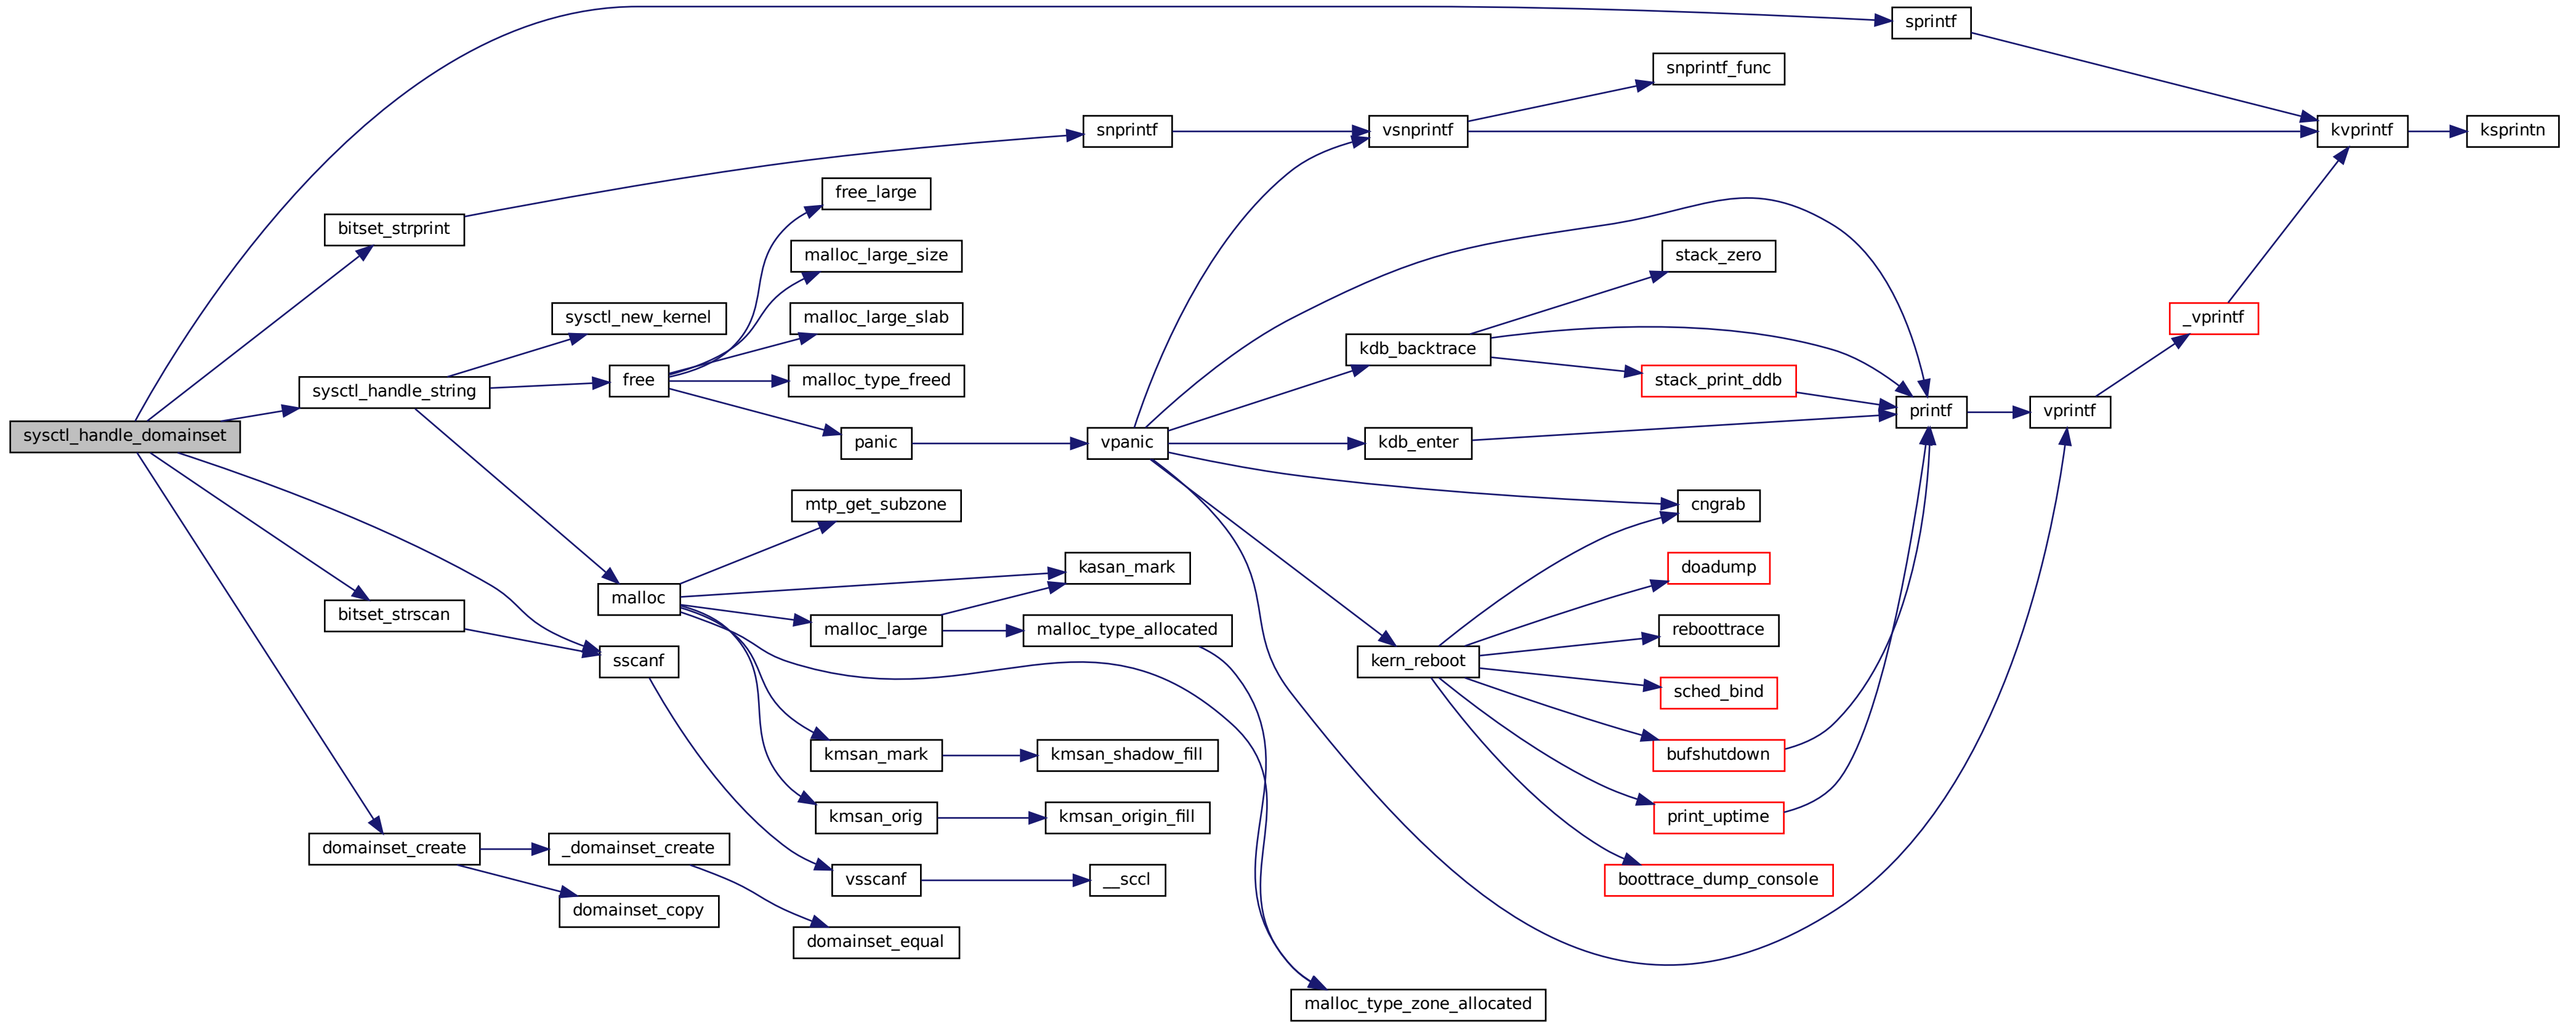 sprintf
snprintf_func
snprintf
vsnprintf
kvprintf
ksprintn
free_large
bitset_strprint
malloc_large_size
stack_zero
sysctl_new_kernel
malloc_large_slab
_vprintf
kdb_backtrace
free
malloc_type_freed
stack_print_ddb
sysctl_handle_string
printf
vprintf
sysctl_handle_domainset
panic
vpanic
kdb_enter
mtp_get_subzone
cngrab
kasan_mark
doadump
malloc
bitset_strscan
malloc_large
malloc_type_allocated
reboottrace
sscanf
kern_reboot
sched_bind
kmsan_mark
kmsan_shadow_fill
bufshutdown
kmsan_orig
kmsan_origin_fill
print_uptime
domainset_create
_domainset_create
vsscanf
__sccl
boottrace_dump_console
domainset_copy
domainset_equal
malloc_type_zone_allocated